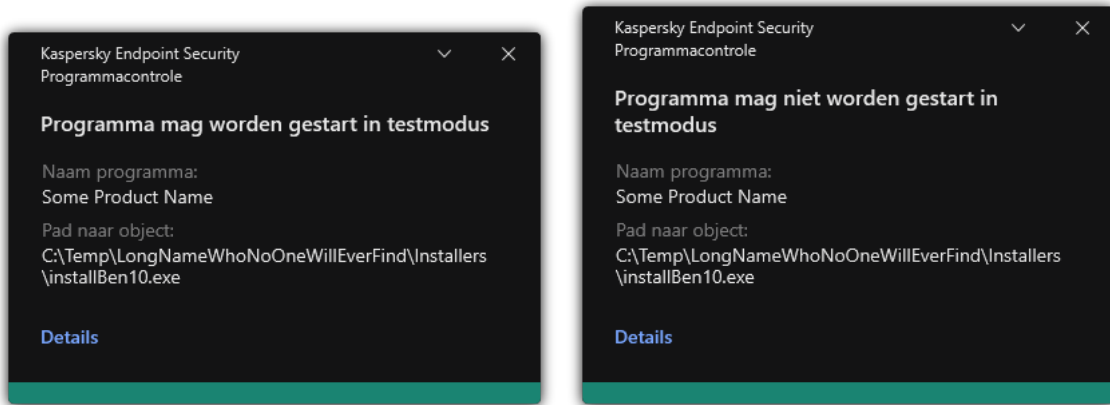 Kaspersky Endpoint Security
Programmacontrole
Programma mag worden gestart in testmodus
Naam programma:
Some Product Name
Pad naar object:
C:\Temp\LongNameWhoNoOneWillEverFind\Installers
\installBen10.exe
Details
Kaspersky Endpoint Security
Programmacontrole
Programma mag niet worden gestart in
testmodus
Naam programma:
Some Product Name
Pad naar object:
C:\Temp\LongNameWhoNoOneWillEverFind\Installers
\installBen10.exe
Details